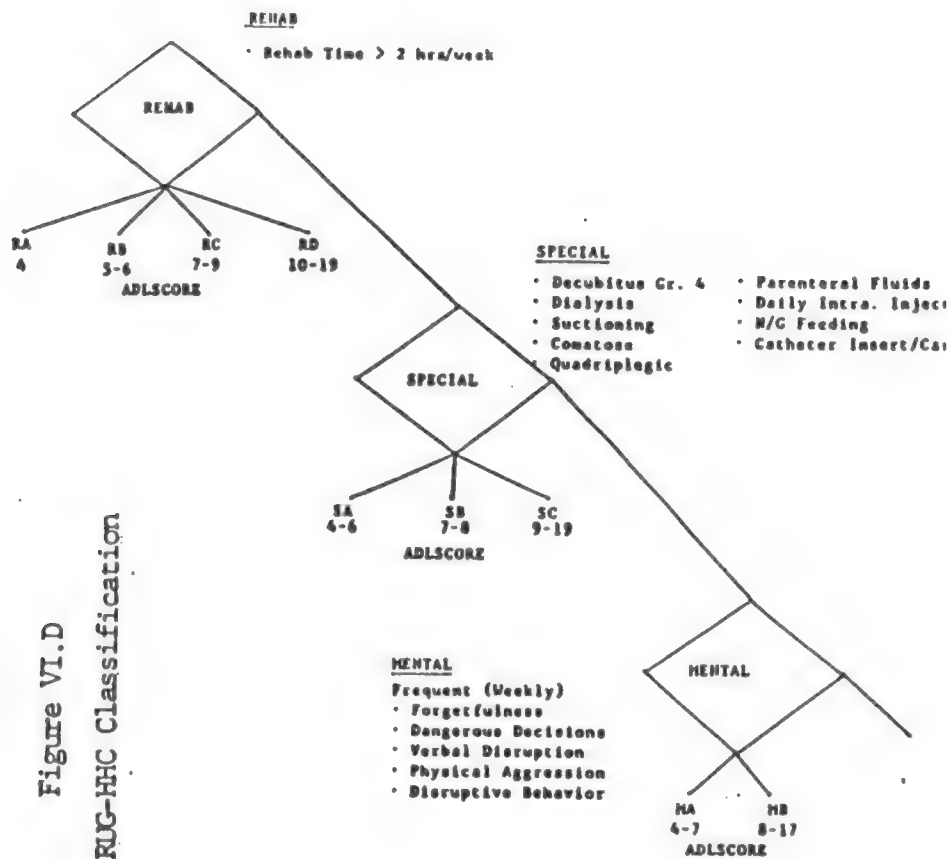 REHAB
· Rehab Time > 2 hrs/week
REHAB
RA RB RC RD
4 5-6 7-9 10-19
ADLSCORE
SPECIAL
· Decubitus Gr. 4 · Parenteral Fluids
· Dialysis · Daily Intra. Inject
· Suctioning · N/G Feeding
· Comatose · Catheter Insert/Ca
· Quadriplegic
SPECIAL
SA SB SC
4-6 7-8 9-19
ADLSCORE
MENTAL
Frequent (Weekly)
· Forgetfulness
· Dangerous Decisions
· Verbal Disruption
· Physical Aggression
· Disruptive Behavior
MENTAL
MA MB
4-7 8-17
ADLSCORE
Figure VI.D
RUG-HHC Classification